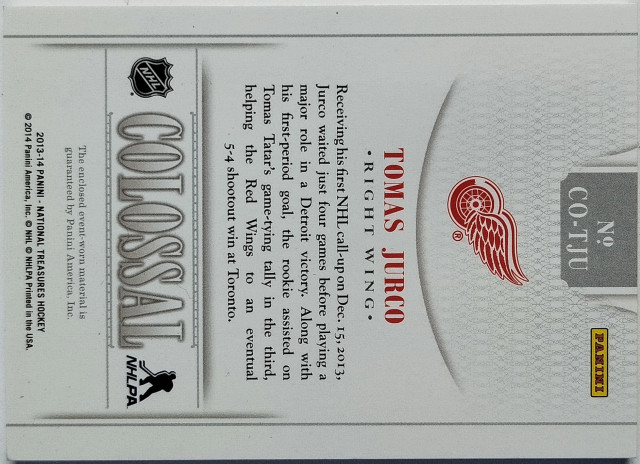 PANINI
Nº
CO-TJU
®
TOMAS JURCO
• RIGHT WING •
Receiving his first NHL call-up on Dec. 15, 2013,
Jurco waited just four games before playing a
major role in a Detroit victory. Along with
his first-period goal, the rookie assisted on
Tomas Tatar's game-tying tally in the third,
helping the Red Wings to an eventual
5-4 shootout win at Toronto.
NHL
COLOSSAL
NHLPA
The enclosed event-worn material is
guaranteed by Panini America, Inc.
2013-14 PANINI - NATIONAL TREASURES HOCKEY
© 2014 Panini America, Inc. © NHL © NHLPA Printed in the USA.